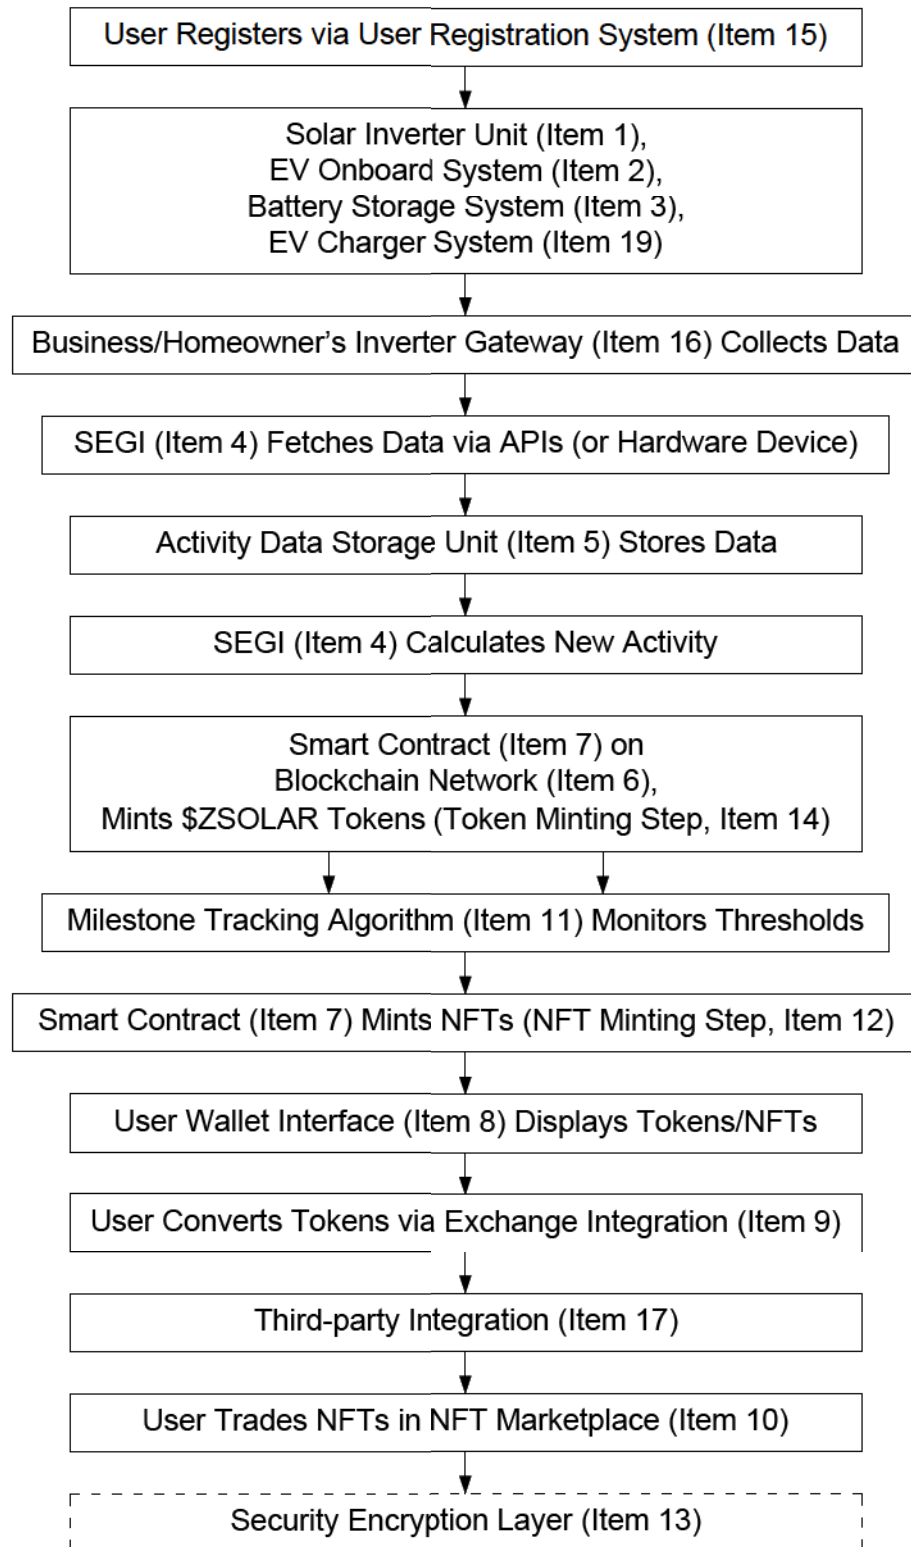 User Registers via User Registration System (Item 15)
Solar Inverter Unit (Item 1),
EV Onboard System (Item 2),
Battery Storage System (Item 3),
EV Charger System (Item 19)
Business/Homeowner's Inverter Gateway (Item 16) Collects Data
SEGI (Item 4) Fetches Data via APIs (or Hardware Device)
Activity Data Storage Unit (Item 5) Stores Data
SEGI (Item 4) Calculates New Activity
Smart Contract (Item 7) on
Blockchain Network (Item 6),
Mints $ZSOLAR Tokens (Token Minting Step, Item 14)
Milestone Tracking Algorithm (Item 11) Monitors Thresholds
Smart Contract (Item 7) Mints NFTs (NFT Minting Step, Item 12)
User Wallet Interface (Item 8) Displays Tokens/NFTs
User Converts Tokens via Exchange Integration (Item 9)
Third-party Integration (Item 17)
User Trades NFTs in NFT Marketplace (Item 10)
Security Encryption Layer (Item 13)